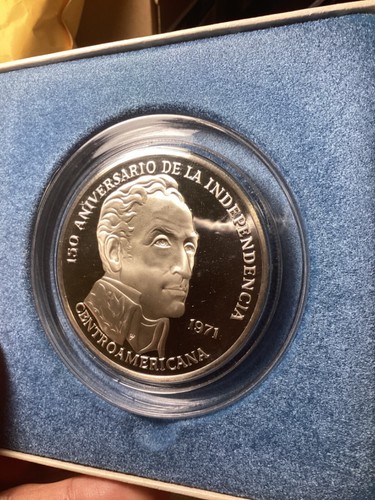 150 ANIVERSARIO DE LA INDEPENDENCIA
CENTROAMERICANA
1971